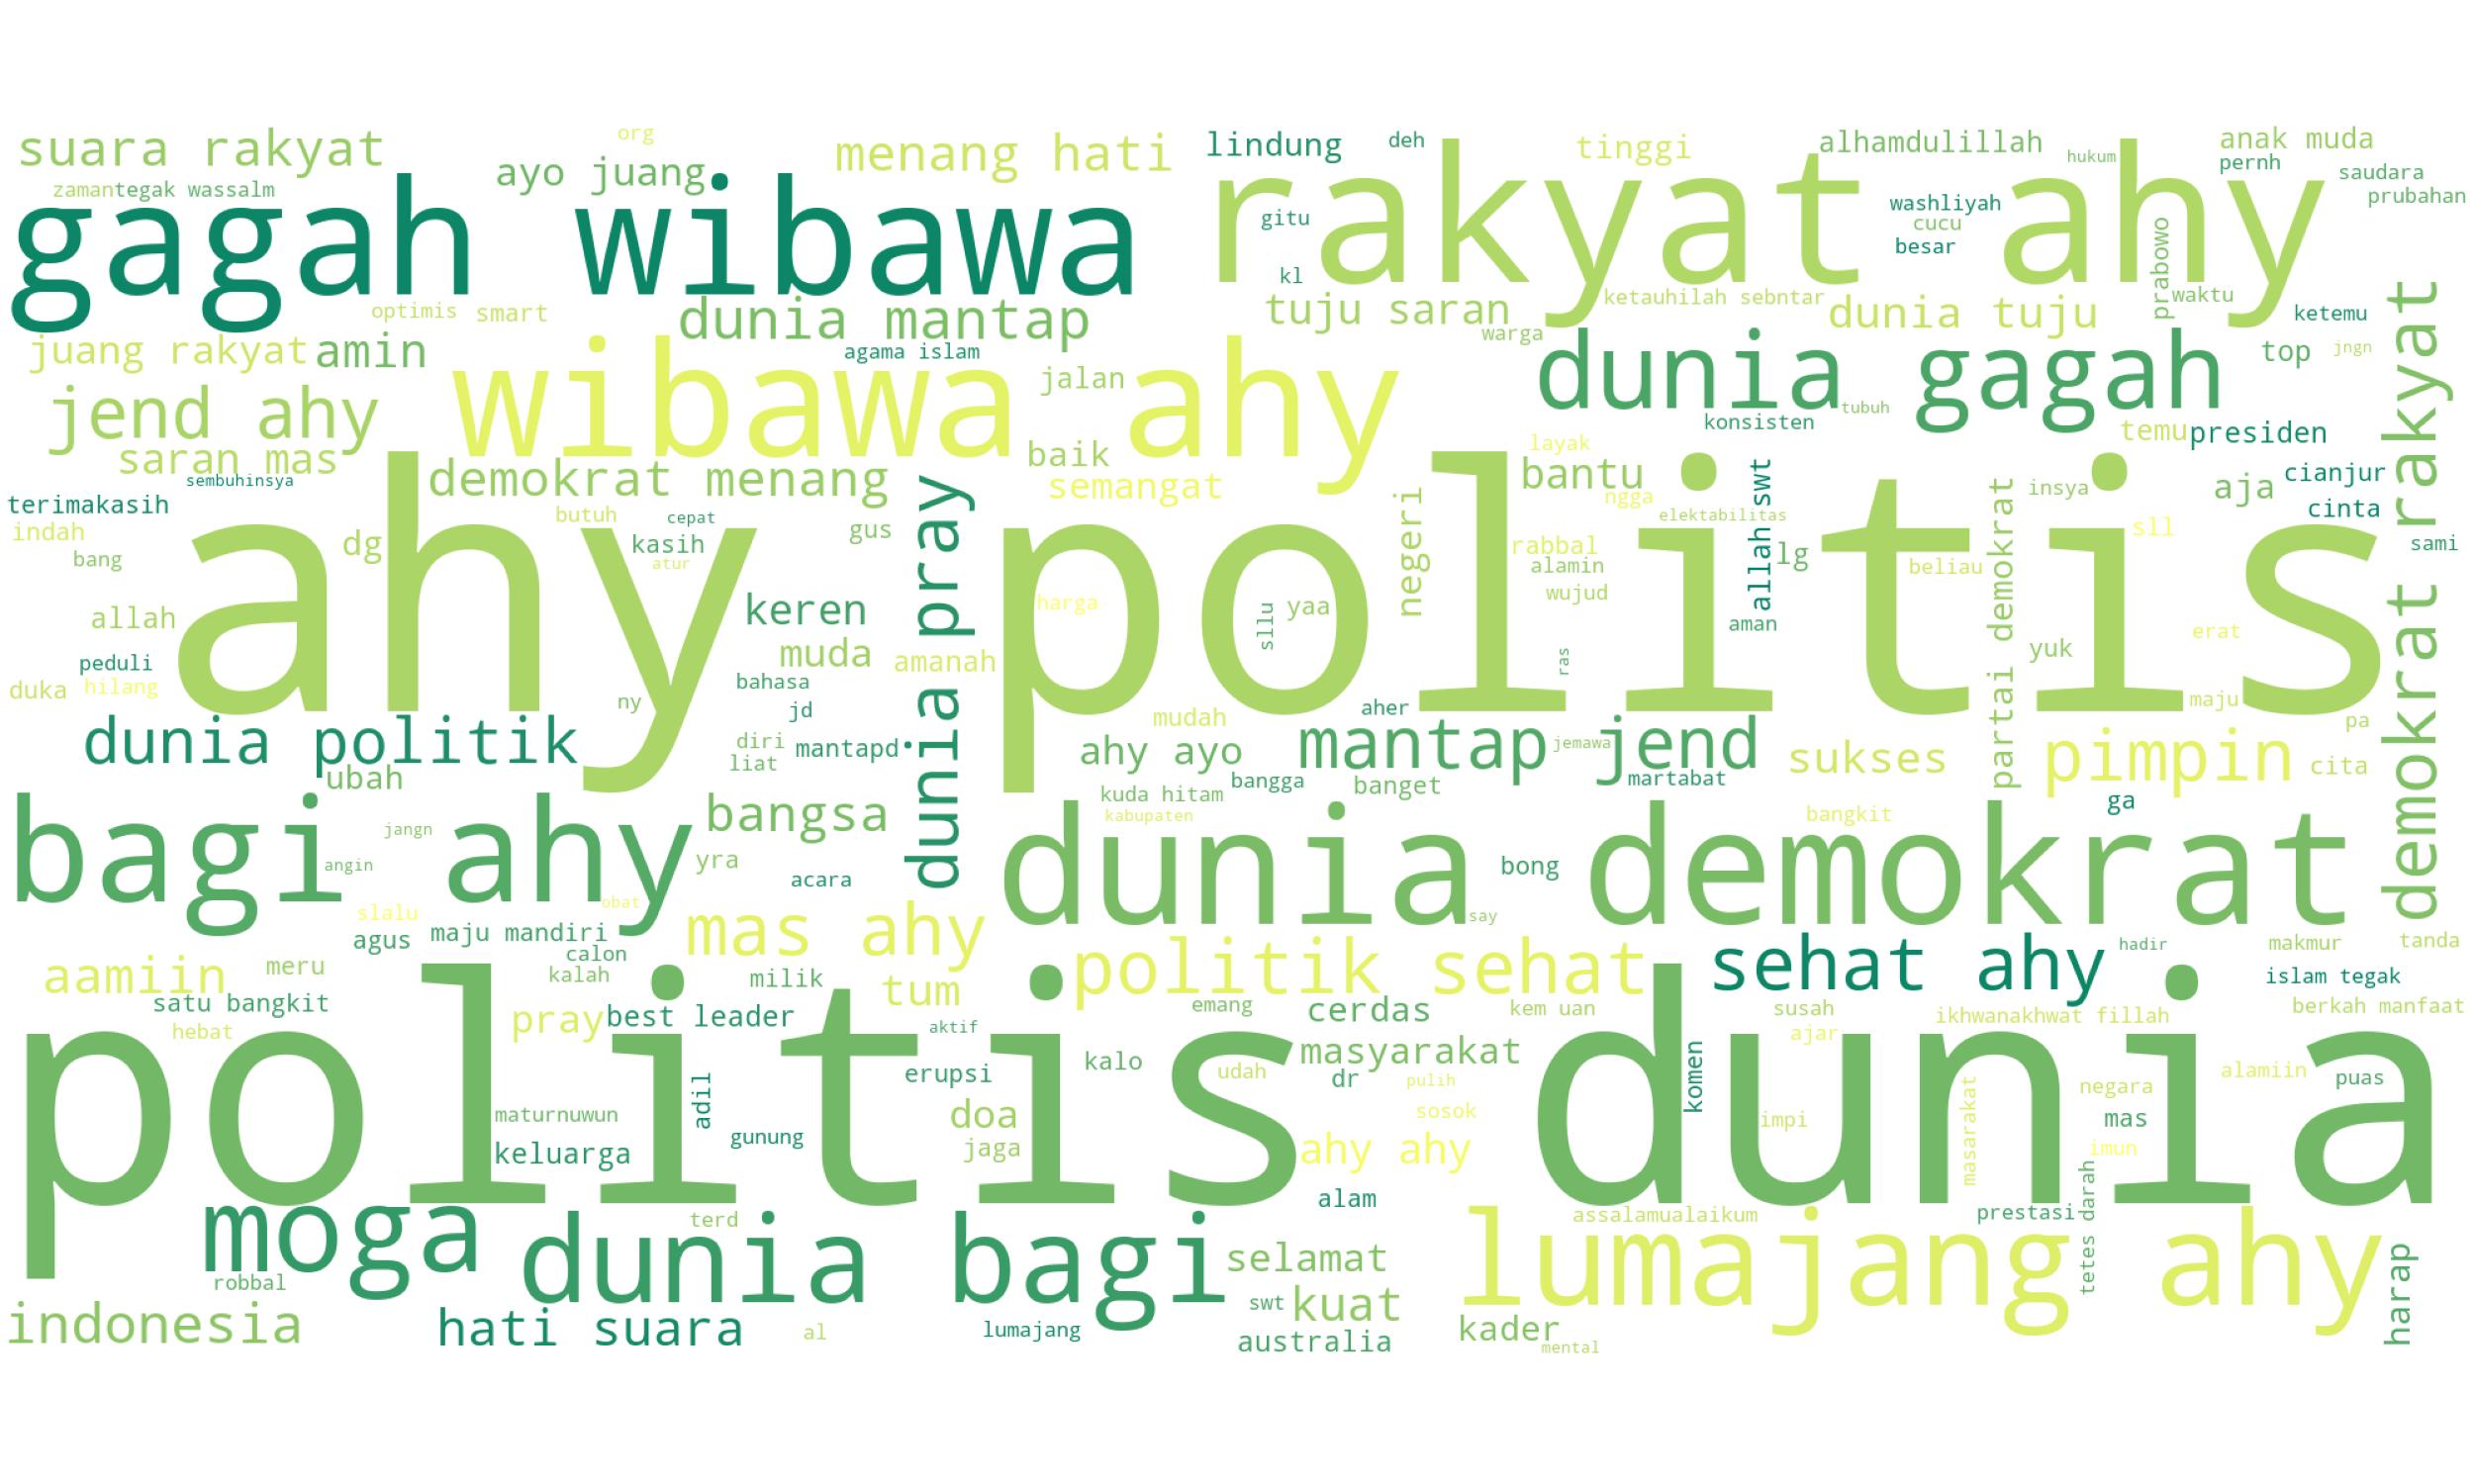 suara rakyat
org
menang hati
lindung
deh
tinggi
alhamdulillah
hukum
anak muda
pernh
saudara
prubahan
zaman
tegak wassalm
ayo juang
gagah wibawa
rakyat ahy
gitu
kl
washliyah
cucu
besar
prabowo
waktu
ketemu
optimis
smart
dunia mantap
tuju saran
ketauhilah sebntar
dunia tuju
warga
juang rakyat
amin
agama islam
jalan
wibawa ahy
dunia gagah
top
jngn
demokrat rakyat
jend ahy
tubuh
konsisten
saran mas
baik
layak
temu
presiden
sembuhinsya
demokrat menang
semangat
bantu
ngga
allah swt
insya
aja
cianjur
cinta
terimakasih
indah
bang
dg
butuh
cepat
kasih
atur
gus
dunia pray
negeri
elektabilitas
rabbal
alamin
lg
sll
sami
beliau
partai demokrat
ahy politis
allah
keren
harga
sllu
yaa
wujud
aman
erat
yuk
peduli
duka
hilang
muda
amanah
bahasa
ny
jd
ras
maju
pa
dunia politik
diri
liat
mantapd
mudah
aher
ahy ayo
mantap jend
jemawa
martabat
sukses
pimpin
cita
ubah
bangga
banget
kuda hitam
kabupaten
ga
bangkit
bagi ahy
bangsa
jangn
angin
yra
acara
dunia demokrat
bong
say
obat
slalu
agus
maju mandiri
calon
kalah
mas ahy
politik sehat
sehat ahy
hadir
makmur
tanda
aamiin
meru
milik
tum
islam tegak
satu bangkit
hebat
pray
best leader
aktif
emang
cerdas
kem uan
susah
ajar
ikhwanakhwat fillah
berkah manfaat
politis dunia
masyarakat
erupsi
kalo
udah
dr
pulih
komen
negara
alamiin
puas
maturnuwun
adil
gunung
doa
sosok
impi
masarakat
mas
imun
keluarga
jaga
ahy ahy
alam
tetes darah
moga
terd
dunia bagi
selamat
assalamualaikum
prestasi
lumajang ahy
harap
robbal
swt
kuat
indonesia
hati suara
al
lumajang
australia
kader
mental